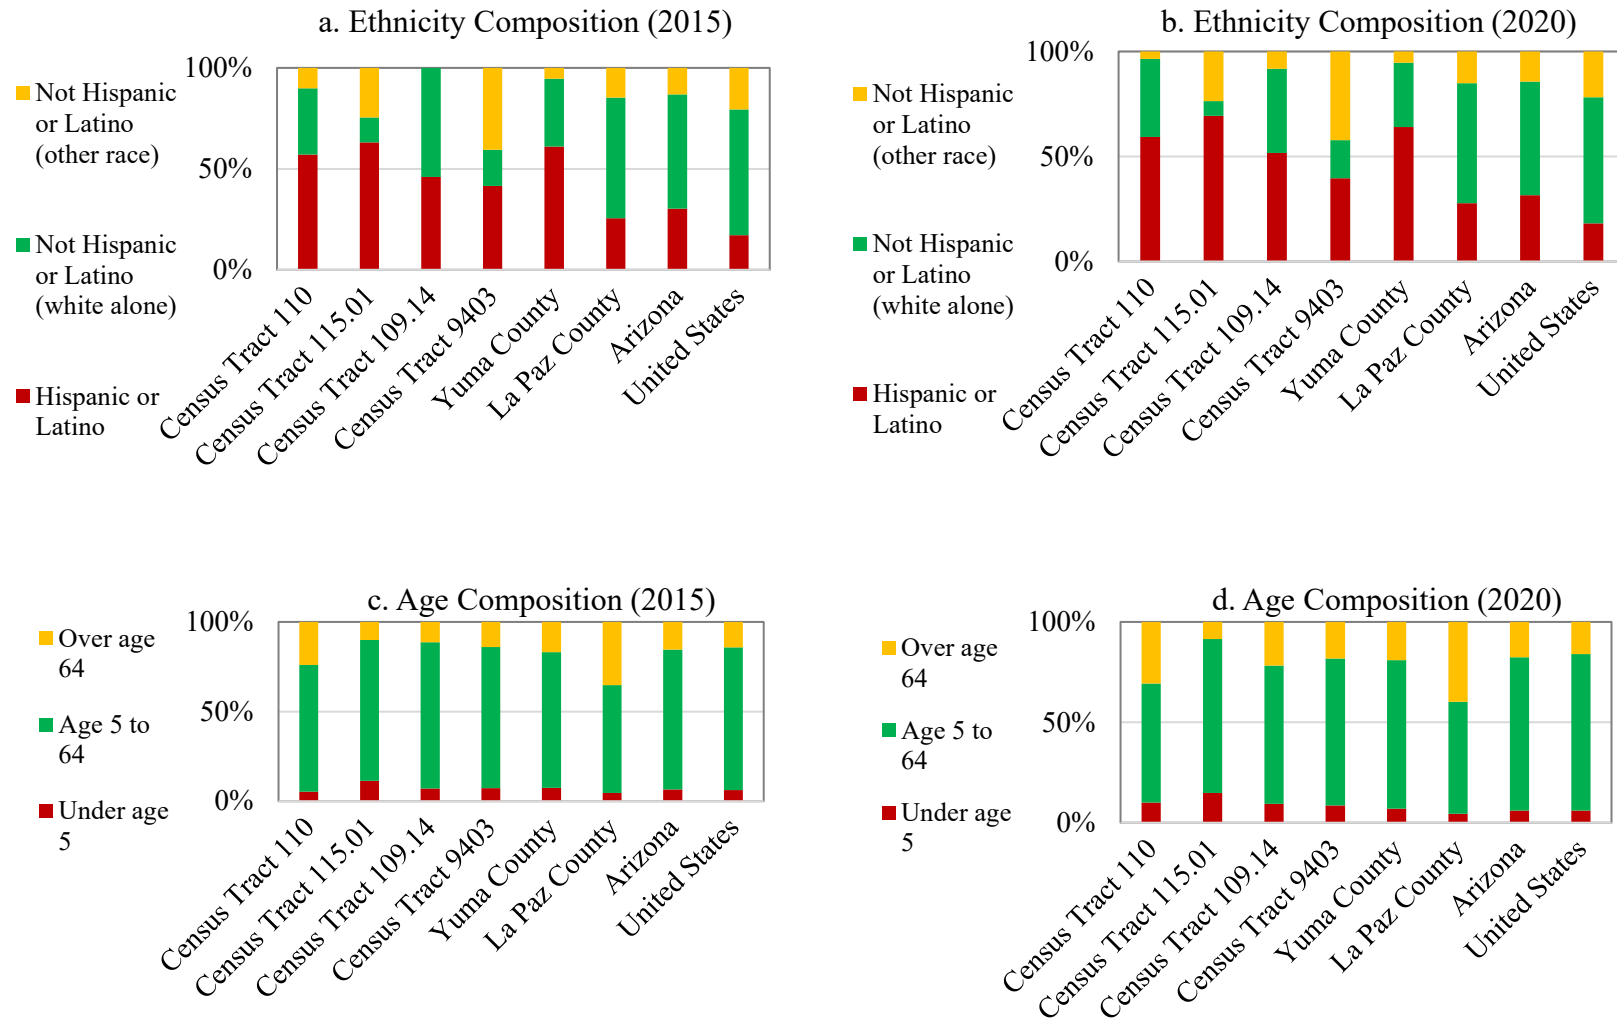 a. Ethnicity Composition (2015)
100%
50%
0%
Not Hispanic
or Latino
(other race)
Not Hispanic
or Latino
(white alone)
Hispanic or
Latino
Census Tract 110
Census Tract 115.01
Census Tract 109.14
Census Tract 9403
Yuma County
La Paz County
Arizona
United States
b. Ethnicity Composition (2020)
100%
50%
0%
Not Hispanic
or Latino
(other race)
Not Hispanic
or Latino
(white alone)
Hispanic or
Latino
Census Tract 110
Census Tract 115.01
Census Tract 109.14
Census Tract 9403
Yuma County
La Paz County
Arizona
United States
c. Age Composition (2015)
100%
50%
0%
Over age
64
Age 5 to
64
Under age
5
Census Tract 110
Census Tract 115.01
Census Tract 109.14
Census Tract 9403
Yuma County
La Paz County
Arizona
United States
d. Age Composition (2020)
100%
50%
0%
Over age
64
Age 5 to
64
Under age
5
Census Tract 110
Census Tract 115.01
Census Tract 109.14
Census Tract 9403
Yuma County
La Paz County
Arizona
United States